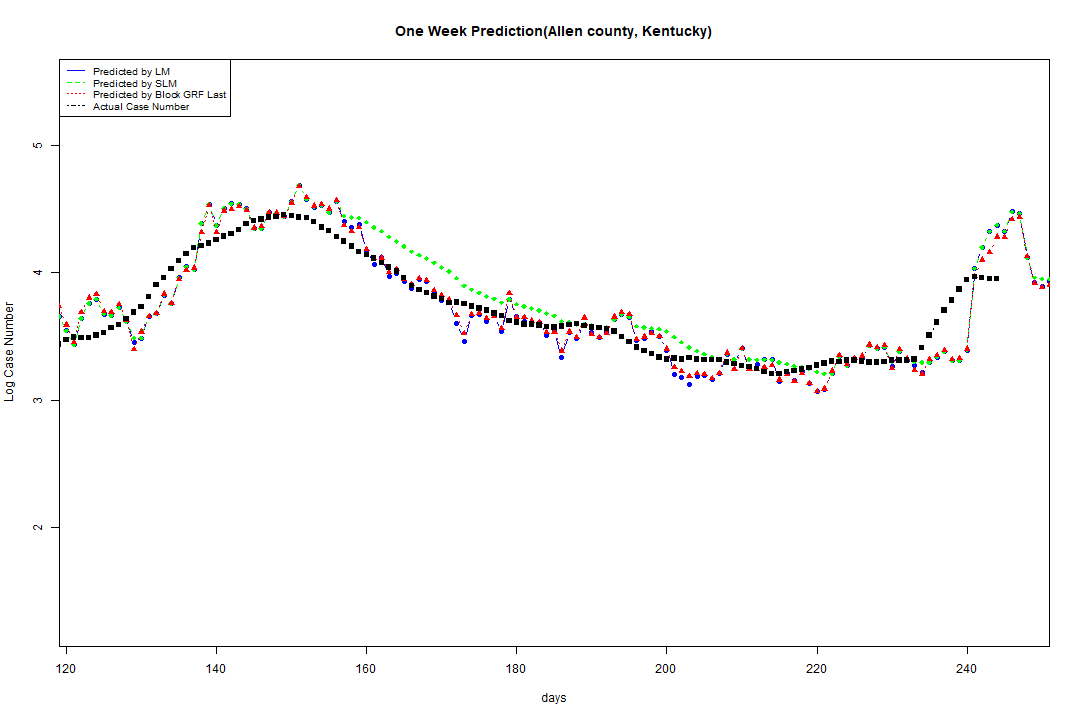 One Week Prediction(Allen county, Kentucky)
Predicted by LM
Predicted by SLM
Predicted by Block GRF Last
Actual Case Number
5
4
3
2
Log Case Number
120 140 160 180 200 220 240
days